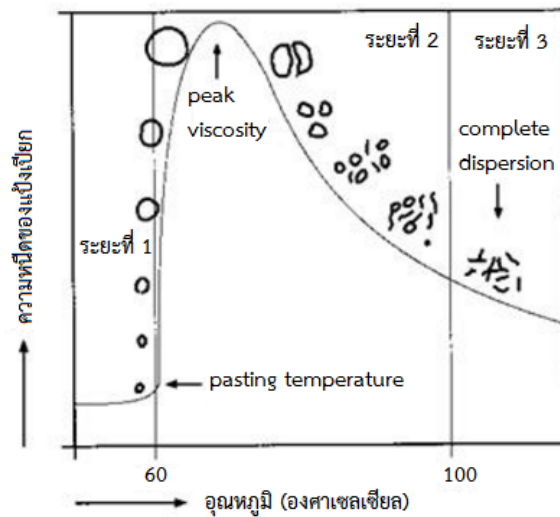 ระยะที่ 2
ระยะที่ 3
peak
viscosity
complete
dispersion
ระยะที่ 1
pasting temperature
ความหนืดของแป้งเปียก
60
100
อุณหภูมิ (องศาเซลเซียล)